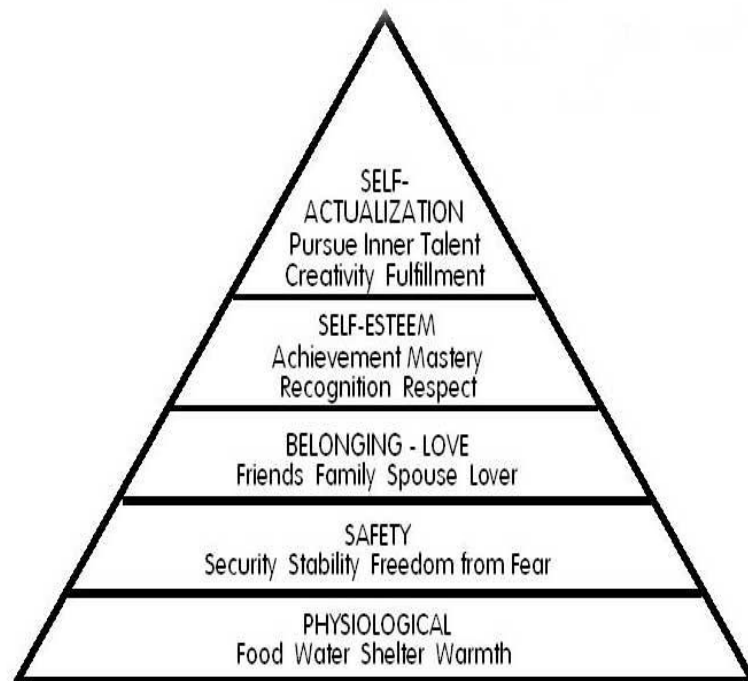 SELF-
ACTUALIZATION
Pursue Inner Talent
Creativity Fulfillment
SELF-ESTEEM
Achievement Mastery
Recognition Respect
BELONGING - LOVE
Friends Family Spouse Lover
SAFETY
Security Stability Freedom from Fear
PHYSIOLOGICAL
Food Water Shelter Warmth